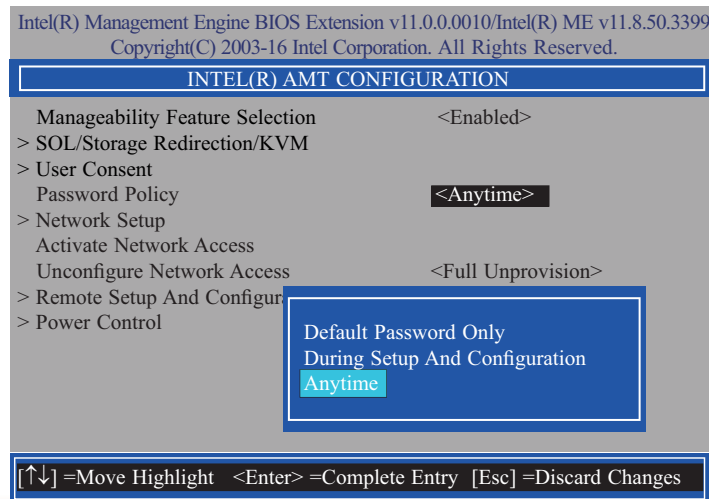 Intel(R) Management Engine BIOS Extension v11.0.0.0010/Intel(R) ME v11.8.50.3399
Copyright(C) 2003-16 Intel Corporation. All Rights Reserved.
INTEL(R) AMT CONFIGURATION
Manageability Feature Selection <Enabled>
> SOL/Storage Redirection/KVM
> User Consent
Password Policy <Anytime>
> Network Setup
Activate Network Access
Unconfigure Network Access <Full Unprovision>
> Remote Setup And
> Power Control
Default Password Only
During Setup And Configuration
Anytime
[↑↓] =Move Highlight <Enter> =Complete Entry [Esc] =Discard Changes